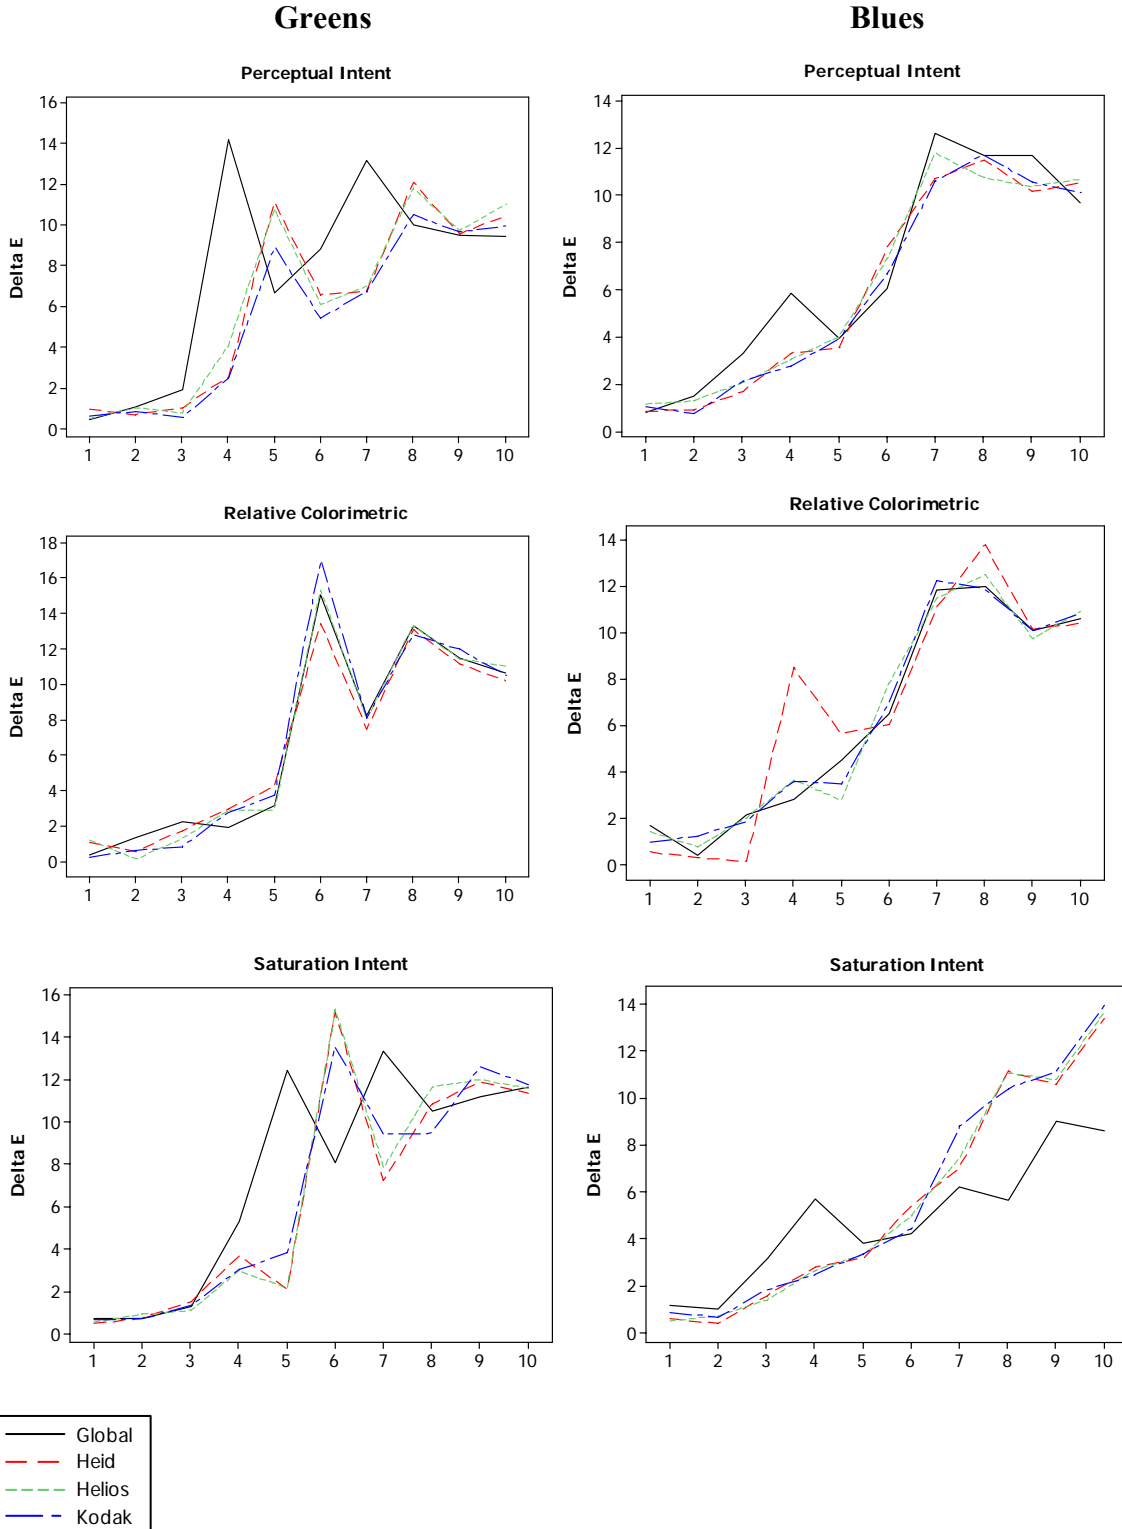 Greens Blues
Perceptual Intent Perceptual Intent
16 14
14 12
12 10
10 8
8 6
6 4
4 2
2 0
0
Delta E Delta E
1 2 3 4 5 6 7 8 9 10 1 2 3 4 5 6 7 8 9 10
Relative Colorimetric Relative Colorimetric
18 14
16 12
14 10
12 8
10 6
8 4
6 2
4 0
2
0
Delta E Delta E
1 2 3 4 5 6 7 8 9 10 1 2 3 4 5 6 7 8 9 10
Saturation Intent Saturation Intent
16 14
14 12
12 10
10 8
8 6
6 4
4 2
2 0
0
Delta E Delta E
1 2 3 4 5 6 7 8 9 10 1 2 3 4 5 6 7 8 9 10
Global
Heid
Helios
Kodak